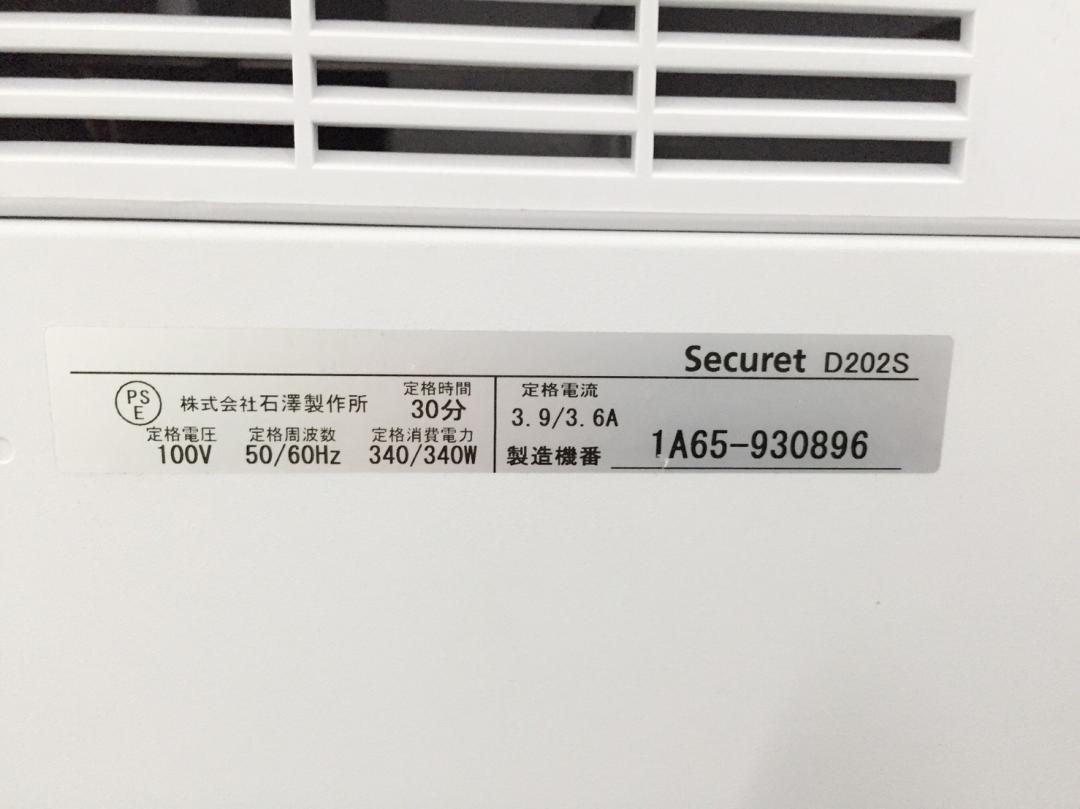 Securet D202S
PS
E
株式会社石澤製作所
定格時間
30分
定格電圧
100V
定格周波数
50/60Hz
定格消費電力
340/340W
定格電流
3.9/3.6A
製造機番
1A65-930896